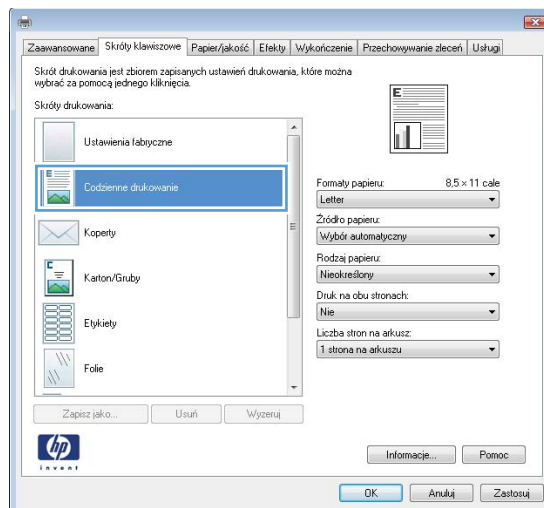 Zaawansowane Skróty klawiszowe Papier/jakość Efekty Wykończenie Przechowywanie zleceń Usługi
Skrót drukowania jest zbiorem zapisanych ustawień drukowania, które można
wybrać za pomocą jednego kliknięcia.
Skróty drukowania:
Ustawienia fabryczne
Codzienne drukowanie
Koperty
Karton/Gruby
Etykiety
Folie
E
Formaty papieru: 8,5 × 11 cale
Letter
Źródło papieru:
Wybór automatyczny
Rodzaj papieru:
Nieokreślony
Druk na obu stronach:
Nie
Liczba stron na arkusz:
1 strona na arkuszu
Zapisz jako... Usuń Wyzeruj
hp
invent
Informacje... Pomoc
OK Anuluj Zastosuj